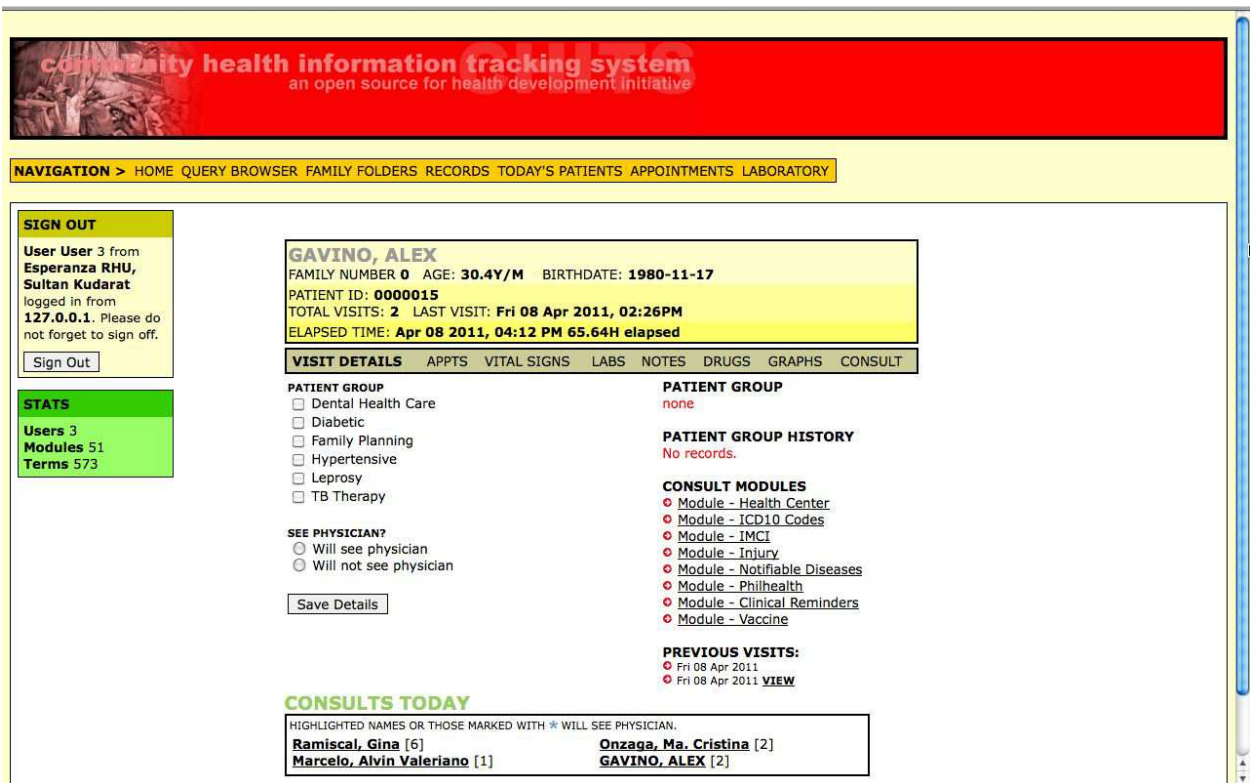 CHITS
community health information tracking system
an open source for health development initiative
NAVIGATION > HOME QUERY BROWSER FAMILY FOLDERS RECORDS TODAY'S PATIENTS APPOINTMENTS LABORATORY
SIGN OUT
User User 3 from
Esperanza RHU,
Sultan Kudarat
logged in from
127.0.0.1. Please do
not forget to sign off.
Sign Out
STATS
Users 3
Modules 51
Terms 573
GAVINO, ALEX
FAMILY NUMBER 0 AGE: 30.4Y/M BIRTHDATE: 1980-11-17
PATIENT ID: 0000015
TOTAL VISITS: 2 LAST VISIT: Fri 08 Apr 2011, 02:26PM
ELAPSED TIME: Apr 08 2011, 04:12 PM 65.64H elapsed
VISIT DETAILS APPTS VITAL SIGNS LABS NOTES DRUGS GRAPHS CONSULT
PATIENT GROUP
Dental Health Care
Diabetic
Family Planning
Hypertensive
Leprosy
TB Therapy
SEE PHYSICIAN?
Will see physician
Will not see physician
Save Details
PATIENT GROUP
none
PATIENT GROUP HISTORY
No records.
CONSULT MODULES
Module - Health Center
Module - ICD10 Codes
Module - IMCI
Module - Injury
Module - Notifiable Diseases
Module - Philhealth
Module - Clinical Reminders
Module - Vaccine
PREVIOUS VISITS:
Fri 08 Apr 2011
Fri 08 Apr 2011 VIEW
CONSULTS TODAY
HIGHLIGHTED NAMES OR THOSE MARKED WITH * WILL SEE PHYSICIAN.
Ramiscal, Gina [6] Onzaga, Ma. Cristina [2]
Marcelo, Alvin Valeriano [1] GAVINO, ALEX [2]